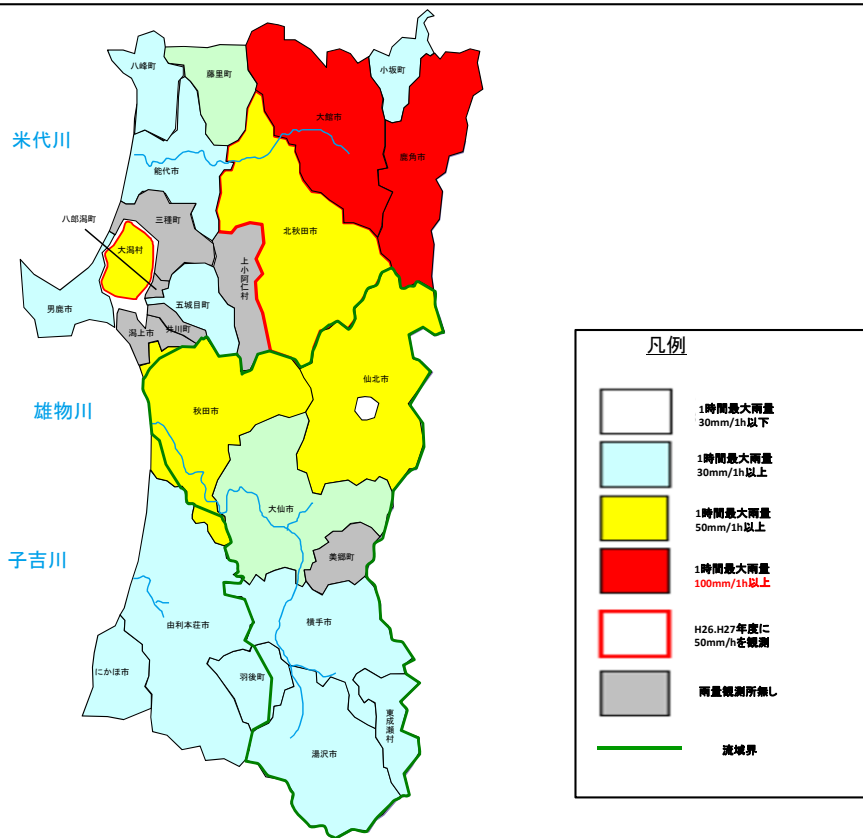 八峰町
藤里町
小坂町
大館市
鹿角市
米代川
能代市
八郎潟町
三種町
北秋田市
大潟村
上小阿仁村
男鹿市
五城目町
井川町
潟上市
仙北市
雄物川
秋田市
大仙市
子吉川
美郷町
由利本荘市
横手市
にかほ市
羽後町
東成瀬村
湯沢市
凡例
1時間最大雨量
30mm/1h以下
1時間最大雨量
30mm/1h以上
1時間最大雨量
50mm/1h以上
1時間最大雨量
100mm/1h以上
H26.H27年度に
50mm/hを観測
雨量観測所無し
流域界